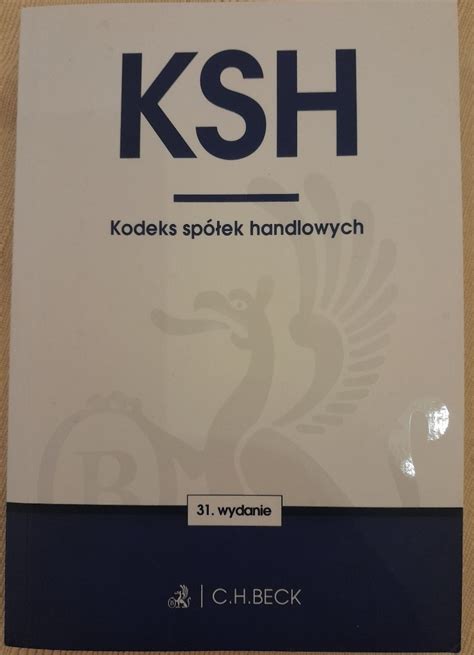 KSH
Kodeks spółek handlowych
B
31. wydanie
C.H.BECK